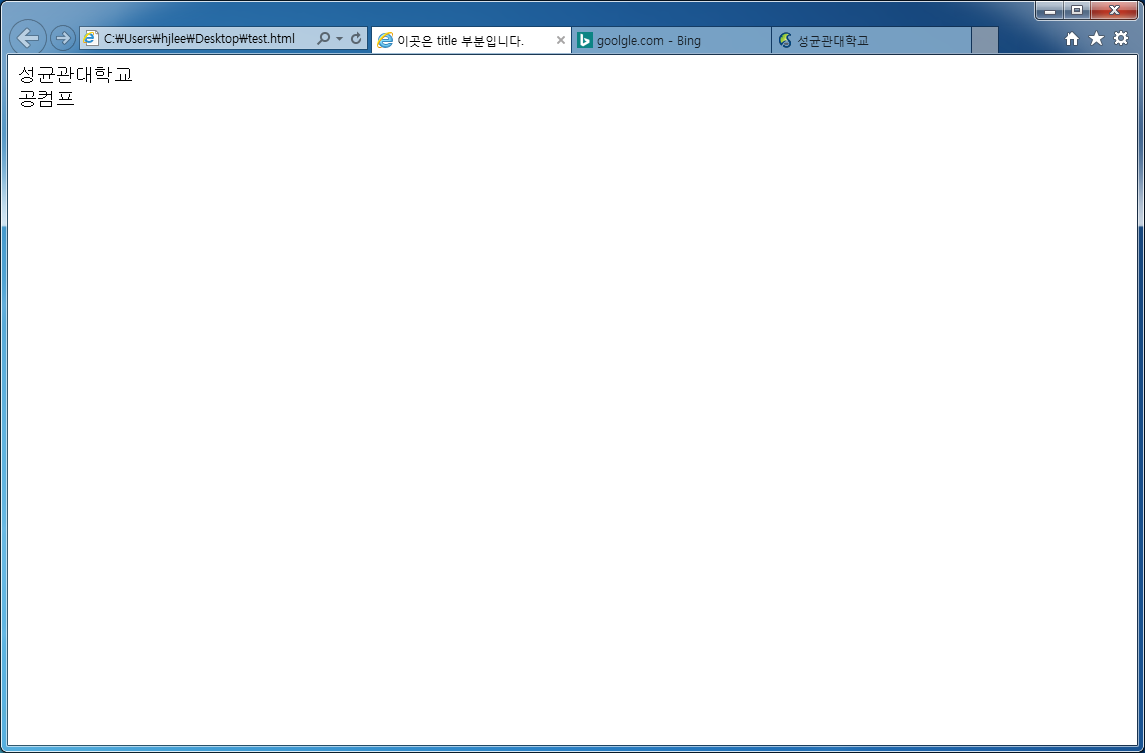 C:₩Users₩hjlee₩Desktop₩test.html
이곳은 title 부분입니다.
goolgle.com - Bing
성균관대학교
성균관대학교
공컴프